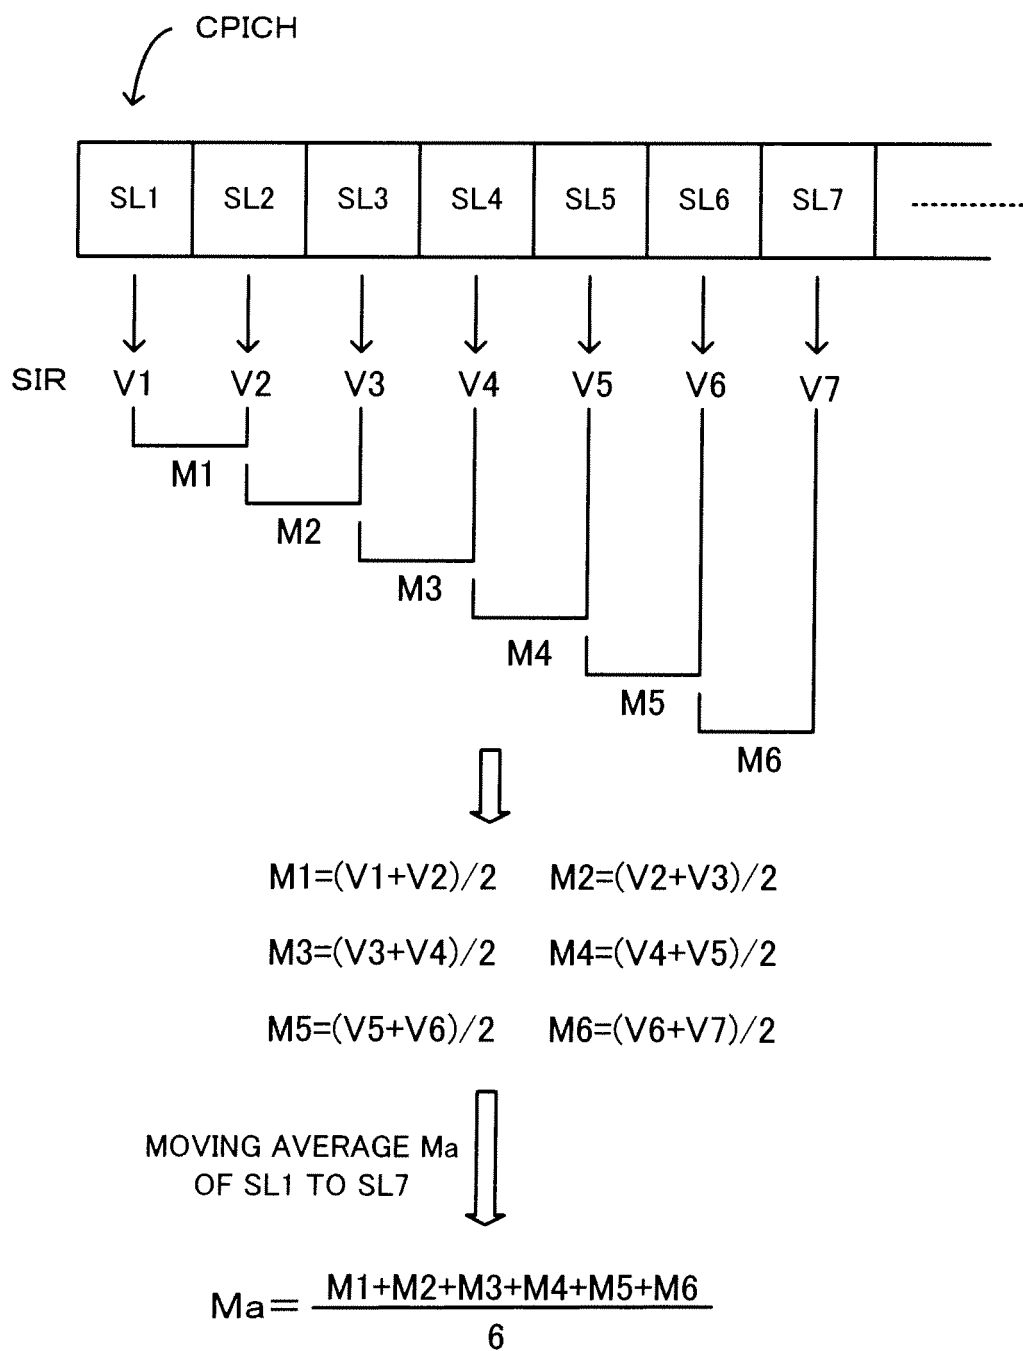 CPICH
SL1 SL2 SL3 SL4 SL5 SL6 SL7
SIR V1 V2 V3 V4 V5 V6 V7
M1
M2
M3
M4
M5
M6
M1=(V1+V2)/2 M2=(V2+V3)/2
M3=(V3+V4)/2 M4=(V4+V5)/2
M5=(V5+V6)/2 M6=(V6+V7)/2
MOVING AVERAGE Ma
OF SL1 TO SL7
Ma= M1+M2+M3+M4+M5+M6
6